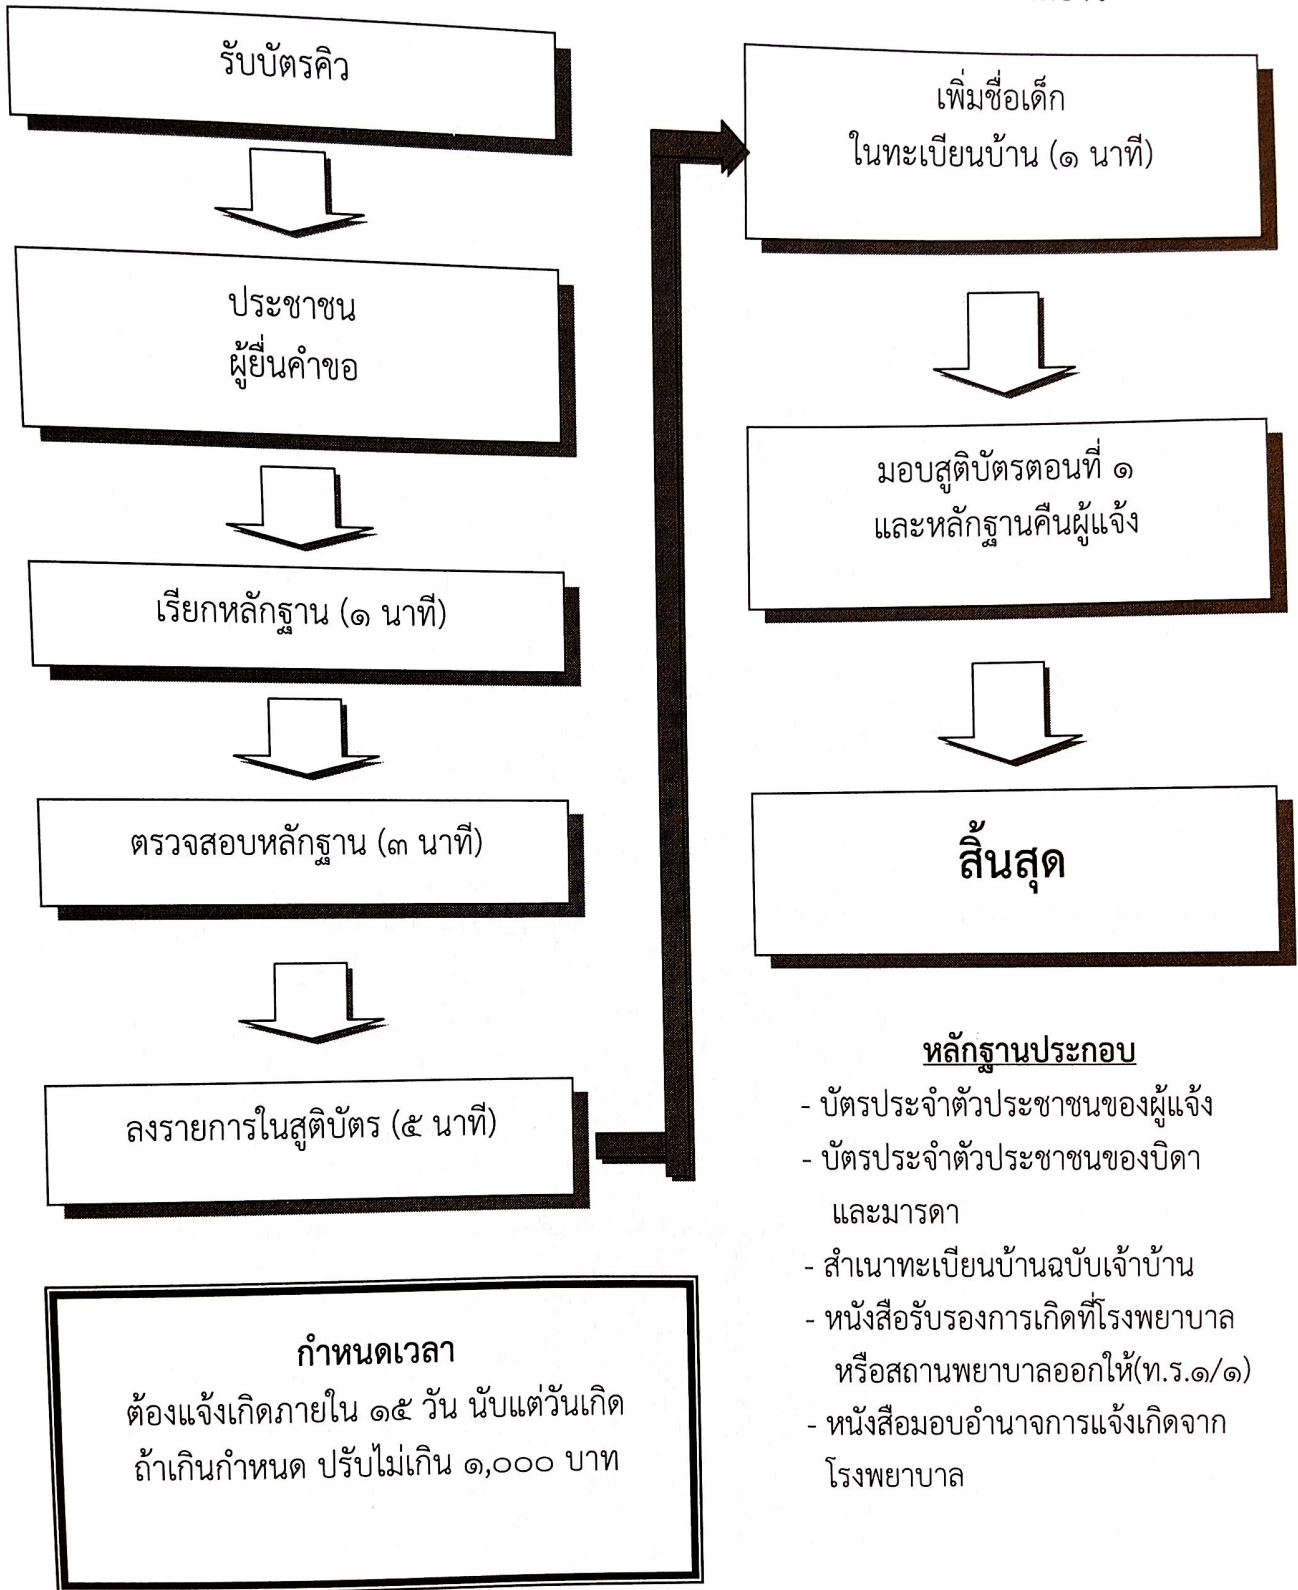 รับบัตรคิว
ประชาชน
ผู้ยื่นคำขอ
เรียกหลักฐาน (๑ นาที)
ตรวจสอบหลักฐาน (๓ นาที)
ลงรายการในสูติบัตร (๕ นาที)
เพิ่มชื่อเด็ก
ในทะเบียนบ้าน (๑ นาที)
มอบสูติบัตรตอนที่ ๑
และหลักฐานคืนผู้แจ้ง
สิ้นสุด
กำหนดเวลา
ต้องแจ้งเกิดภายใน ๑๕ วัน นับแต่วันเกิด
ถ้าเกินกำหนด ปรับไม่เกิน ๑,๐๐๐ บาท
หลักฐานประกอบ
- บัตรประจำตัวประชาชนของผู้แจ้ง
- บัตรประจำตัวประชาชนของบิดา
และมารดา
- สำเนาทะเบียนบ้านฉบับเจ้าบ้าน
- หนังสือรับรองการเกิดที่โรงพยาบาล
หรือสถานพยาบาลออกให้(ท.ร.๑/๑)
- หนังสือมอบอำนาจการแจ้งเกิดจาก
โรงพยาบาล